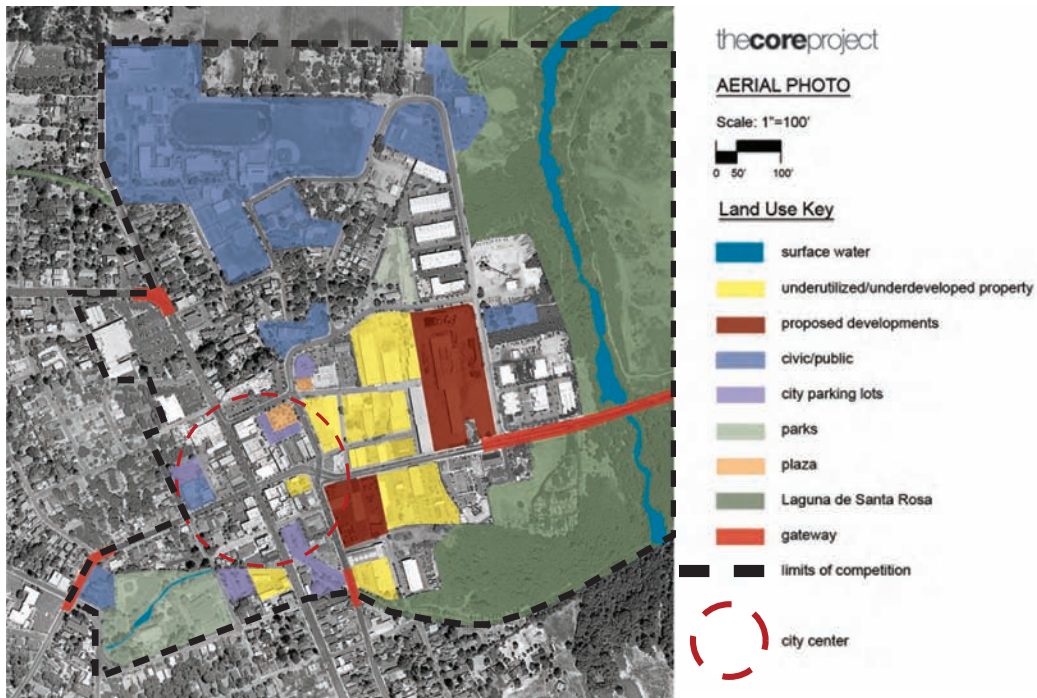 thecoreproject
AERIAL PHOTO
Scale: 1"=100'
0 50' 100'
Land Use Key
surface water
underutilized/underdeveloped property
proposed developments
civic/public
city parking lots
parks
plaza
Laguna de Santa Rosa
gateway
limits of competition
city center